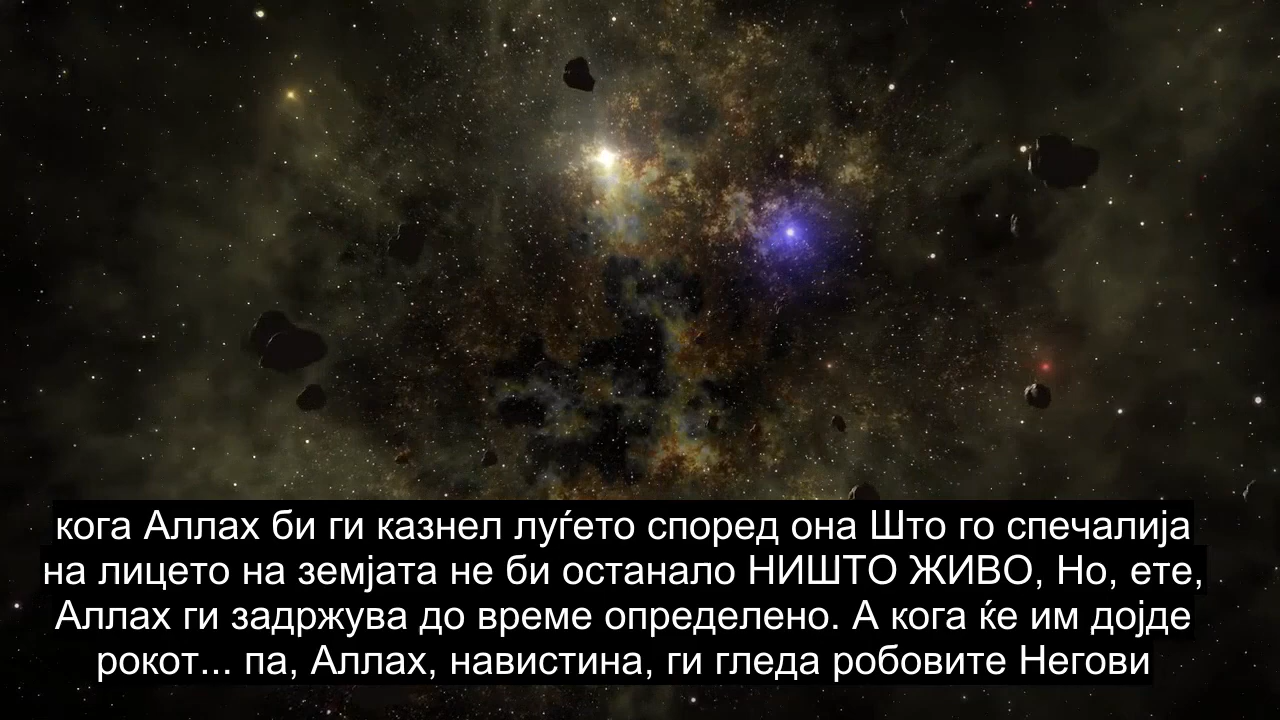 кога Аллах би ги казнел луѓето според она Што го спечалија
на лицето на земјата не би останало НИШТО ЖИВО, Но, ете,
Аллах ги задржува до време определено. А кога ќе им дојде
рокот... па, Аллах, навистина, ги гледа робовите Негови